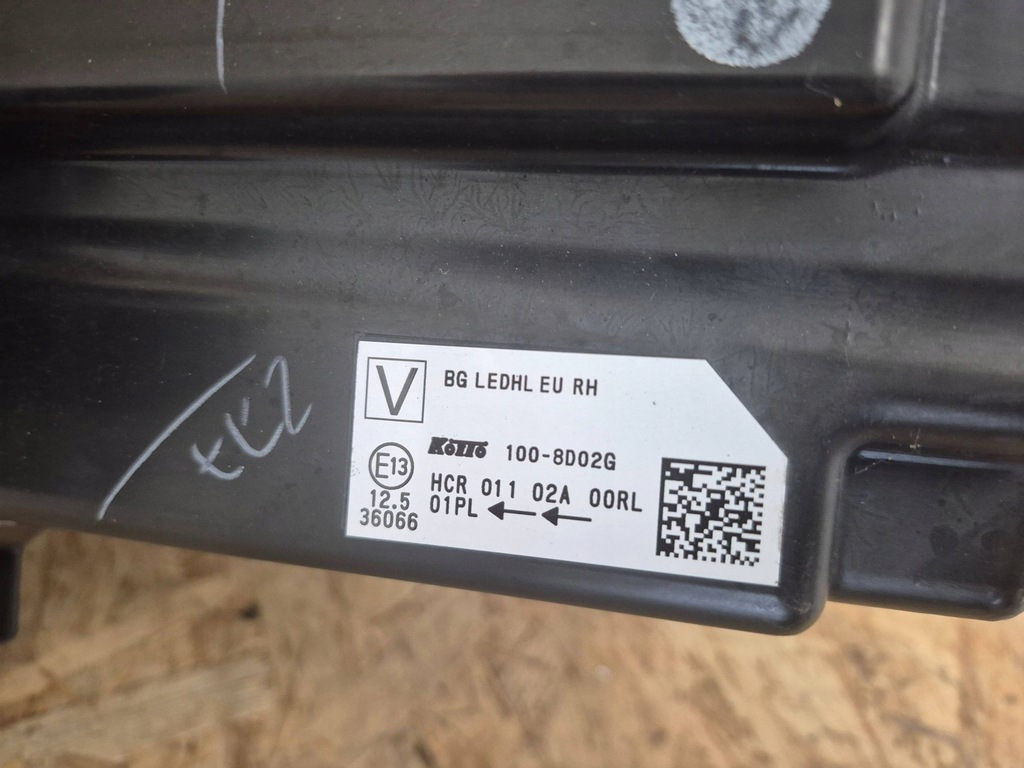 V
BG LEDHL EU RH
KOITO 100-8D02G
E13
HCR 011 02A 00RL
12.5
01PL
36066